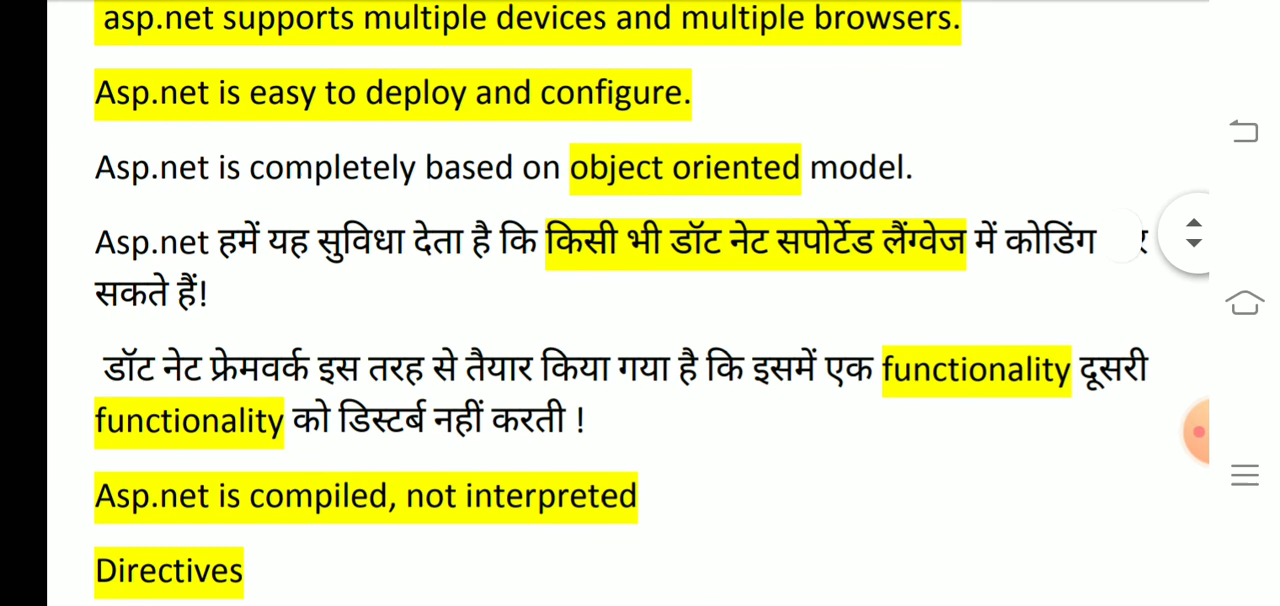 asp.net supports multiple devices and multiple browsers.
Asp.net is easy to deploy and configure.
Asp.net is completely based on object oriented model.
Asp.net हमें यह सुविधा देता है कि किसी भी डॉट नेट सपोर्टेड लैंग्वेज में कोडिंग
सकते हैं!
डॉट नेट फ्रेमवर्क इस तरह से तैयार किया गया है कि इसमें एक functionality दूसरी
functionality को डिस्टर्ब नहीं करती !
Asp.net is compiled, not interpreted
Directives